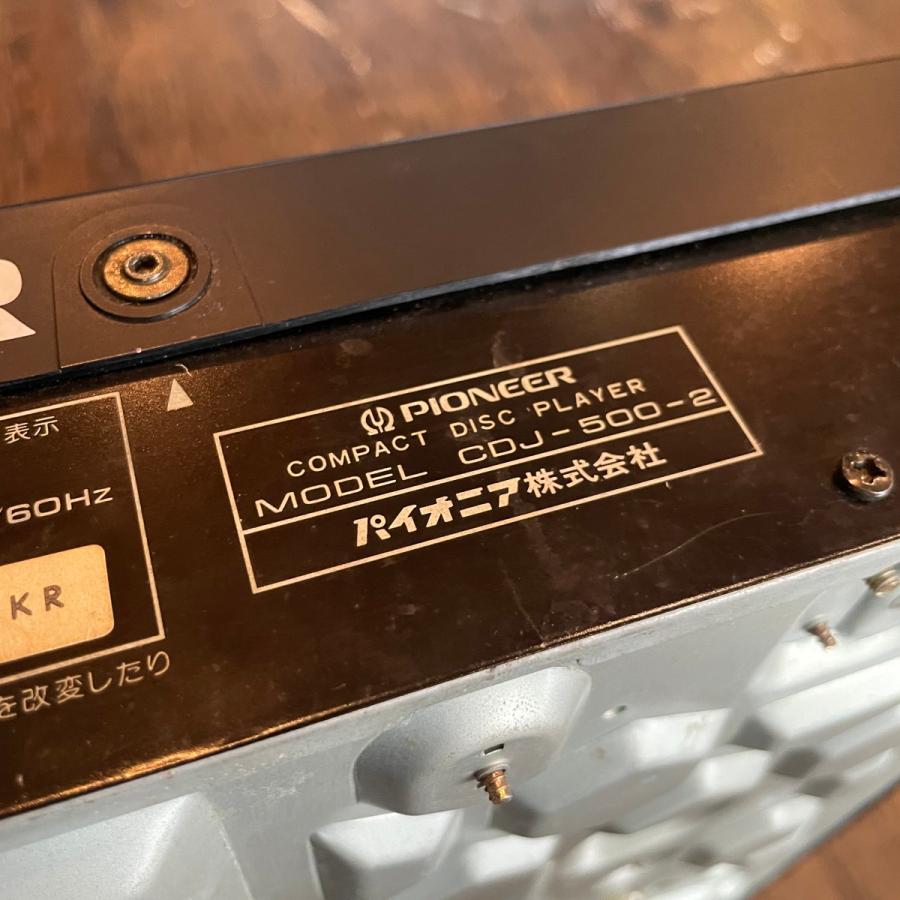 R
表示
/60Hz
KR
を改変したり
PIONEER
COMPACT DISC PLAYER
MODEL CDJ-500-2
パイオニア株式会社